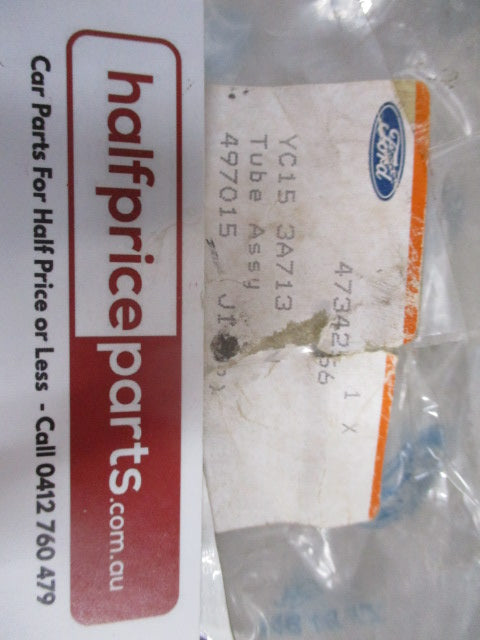 Ford
1 X
YC15 3A713
Tube Assy
497015
halfpriceparts.com.au
Car Parts For Half Price or Less - Call 0412 760 479